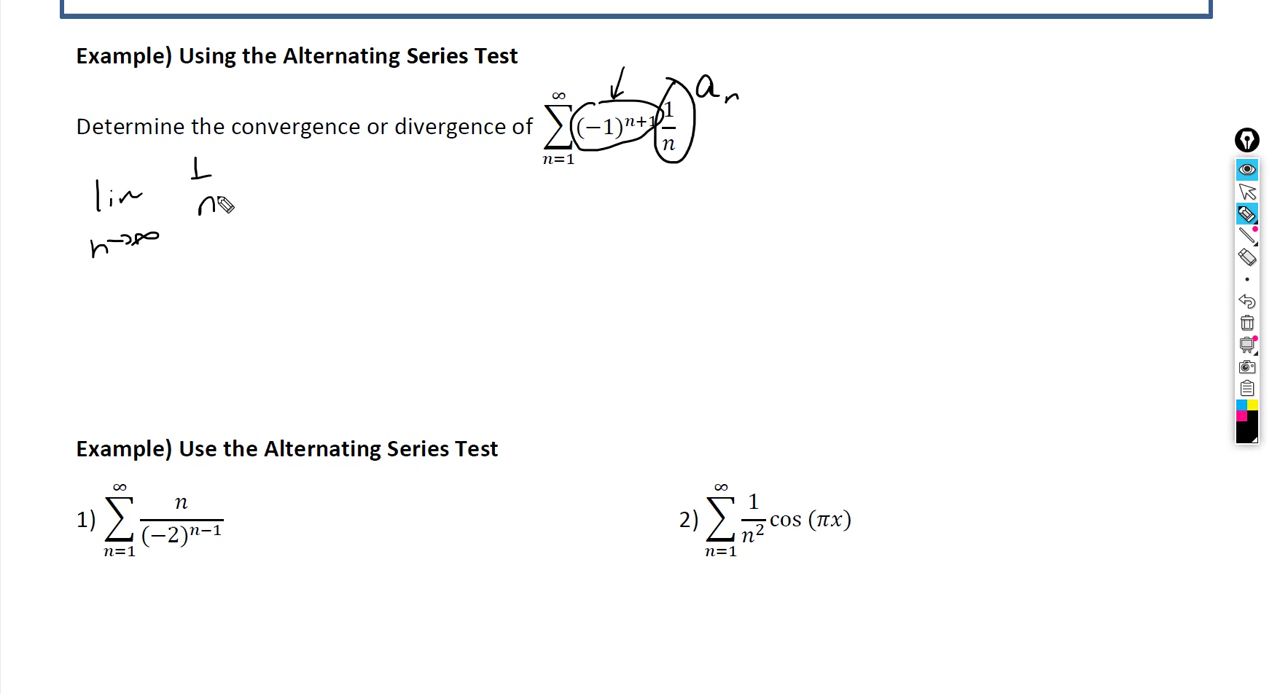 Example) Using the Alternating Series Test
Determine the convergence or divergence of ∑_{n=1}^{∞} (−1)^{n+1} 1/n a_n
lim_{n→∞} 1/n
Example) Use the Alternating Series Test
1) ∑_{n=1}^{∞} n/(−2)^{n−1}
2) ∑_{n=1}^{∞} 1/n² cos (πx)